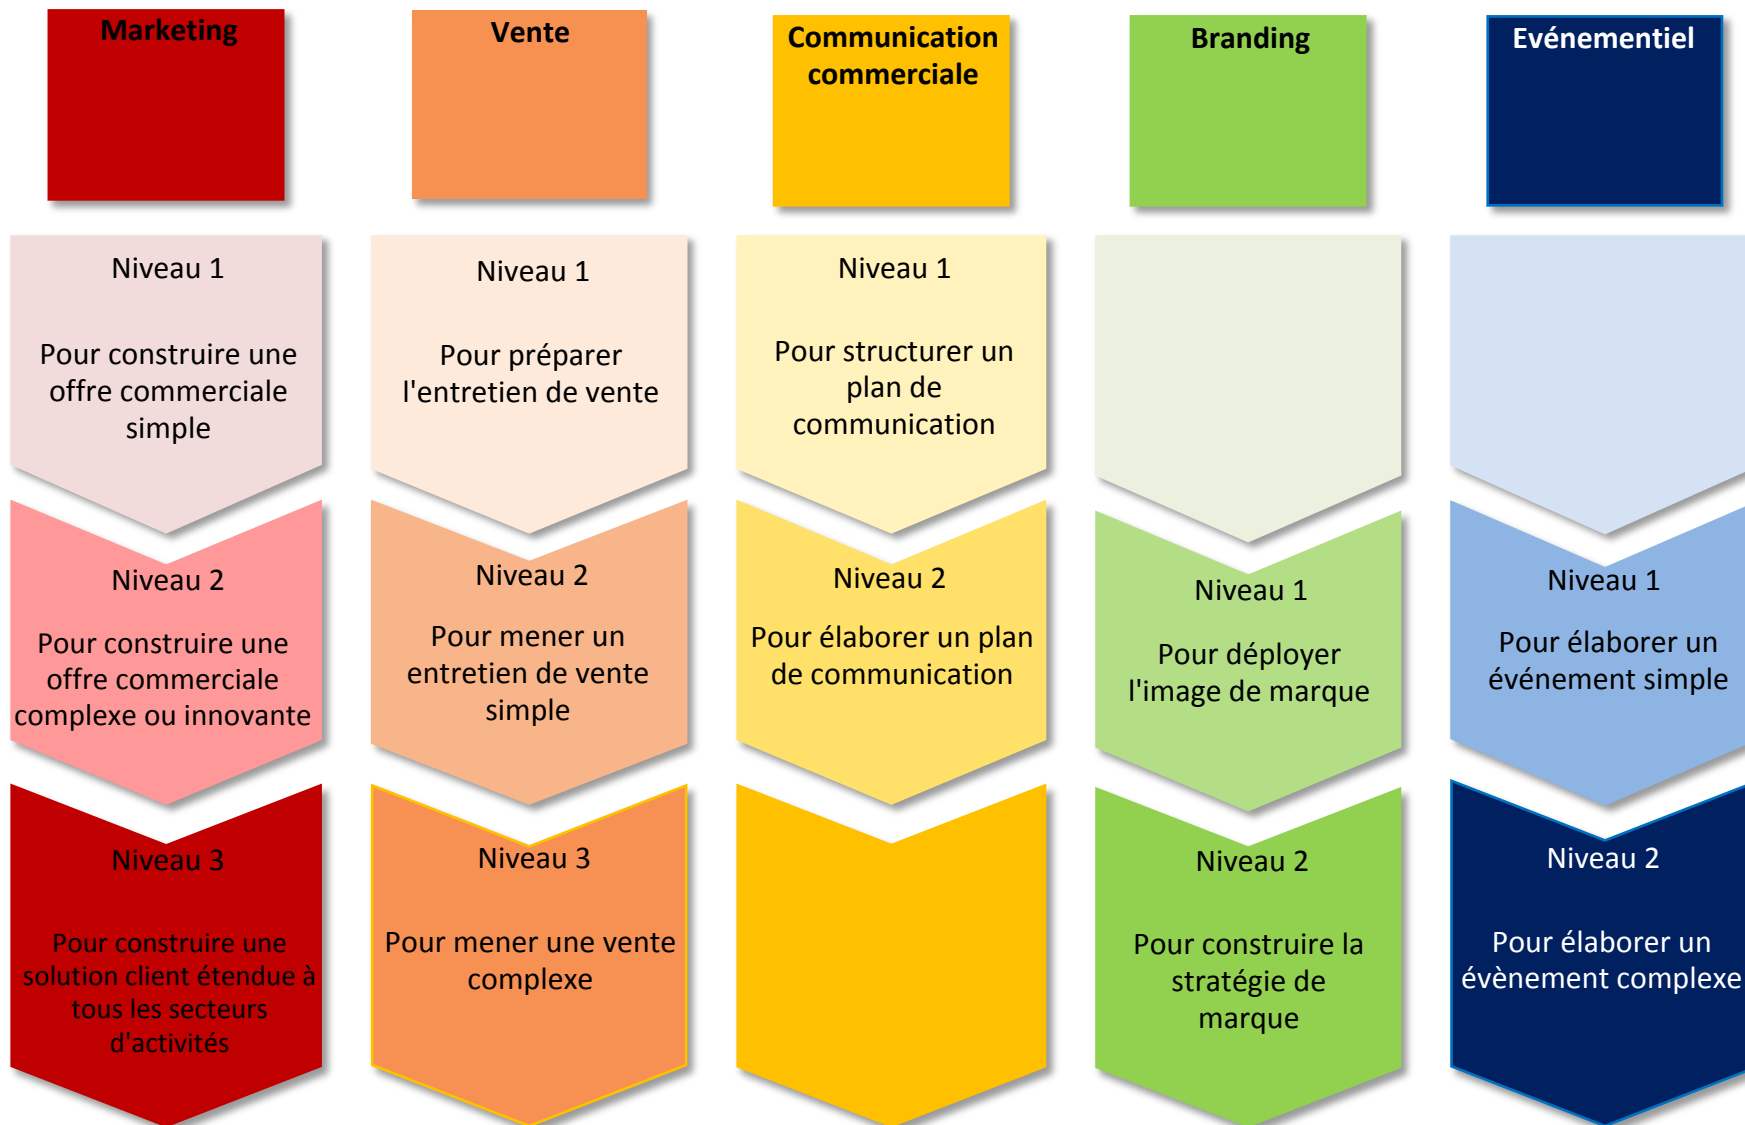 Marketing
Vente
Communication
commerciale
Branding
Evénementiel
Niveau 1
Pour construire une
offre commerciale
simple
Niveau 1
Pour préparer
l'entretien de vente
Niveau 1
Pour structurer un
plan de
communication
Niveau 2
Pour construire une
offre commerciale
complexe ou innovante
Niveau 2
Pour mener un
entretien de vente
simple
Niveau 2
Pour élaborer un plan
de communication
Niveau 1
Pour déployer
l'image de marque
Niveau 1
Pour élaborer un
événement simple
Niveau 3
Pour construire une
solution client étendue à
tous les secteurs
d'activités
Niveau 3
Pour mener une vente
complexe
Niveau 2
Pour construire la
stratégie de
marque
Niveau 2
Pour élaborer un
évènement complexe